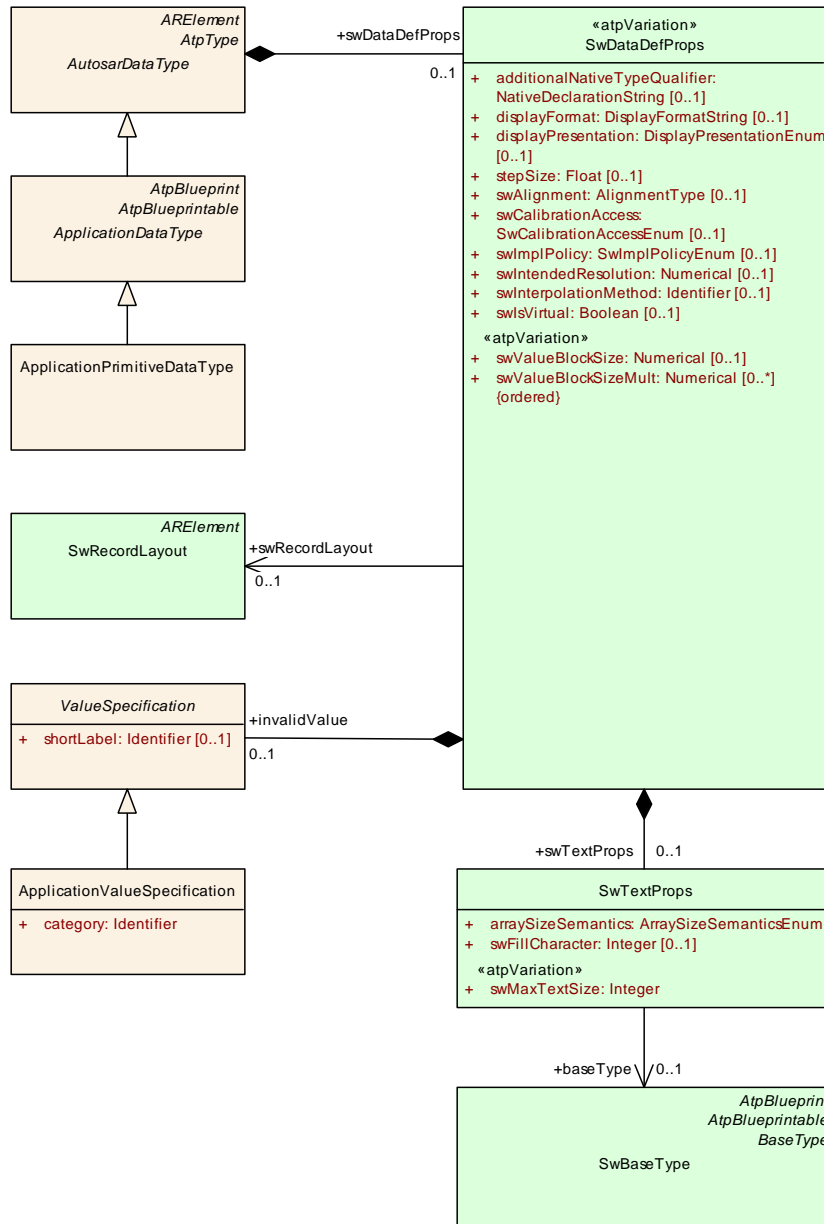 ARElement
AtpType
AutosarDataType
+swDataDefProps
0..1
«atpVariation»
SwDataDefProps
+ additionalNativeTypeQualifier:
NativeDeclarationString [0..1]
+ displayFormat: DisplayFormatString [0..1]
+ displayPresentation: DisplayPresentationEnum
[0..1]
+ stepSize: Float [0..1]
+ swAlignment: AlignmentType [0..1]
+ swCalibrationAccess:
SwCalibrationAccessEnum [0..1]
+ swImplPolicy: SwImplPolicyEnum [0..1]
+ swIntendedResolution: Numerical [0..1]
+ swInterpolationMethod: Identifier [0..1]
+ swIsVirtual: Boolean [0..1]
«atpVariation»
+ swValueBlockSize: Numerical [0..1]
+ swValueBlockSizeMult: Numerical [0..*]
{ordered}
AtpBlueprint
AtpBlueprintable
ApplicationDataType
ApplicationPrimitiveDataType
ARElement
SwRecordLayout
+swRecordLayout
0..1
ValueSpecification
+ shortLabel: Identifier [0..1]
+invalidValue
0..1
ApplicationValueSpecification
+ category: Identifier
+swTextProps
0..1
SwTextProps
+ arraySizeSemantics: ArraySizeSemanticsEnum
+ swFillCharacter: Integer [0..1]
«atpVariation»
+ swMaxTextSize: Integer
+baseType
0..1
AtpBlueprint
AtpBlueprintable
BaseType
SwBaseType